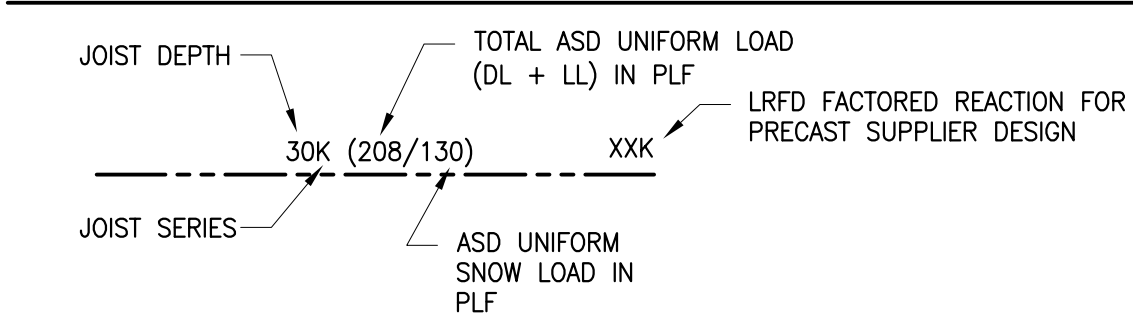 JOIST DEPTH
TOTAL ASD UNIFORM LOAD
(DL + LL) IN PLF
LRFD FACTORED REACTION FOR
PRECAST SUPPLIER DESIGN
30K (208/130)
XXK
JOIST SERIES
ASD UNIFORM
SNOW LOAD IN
PLF